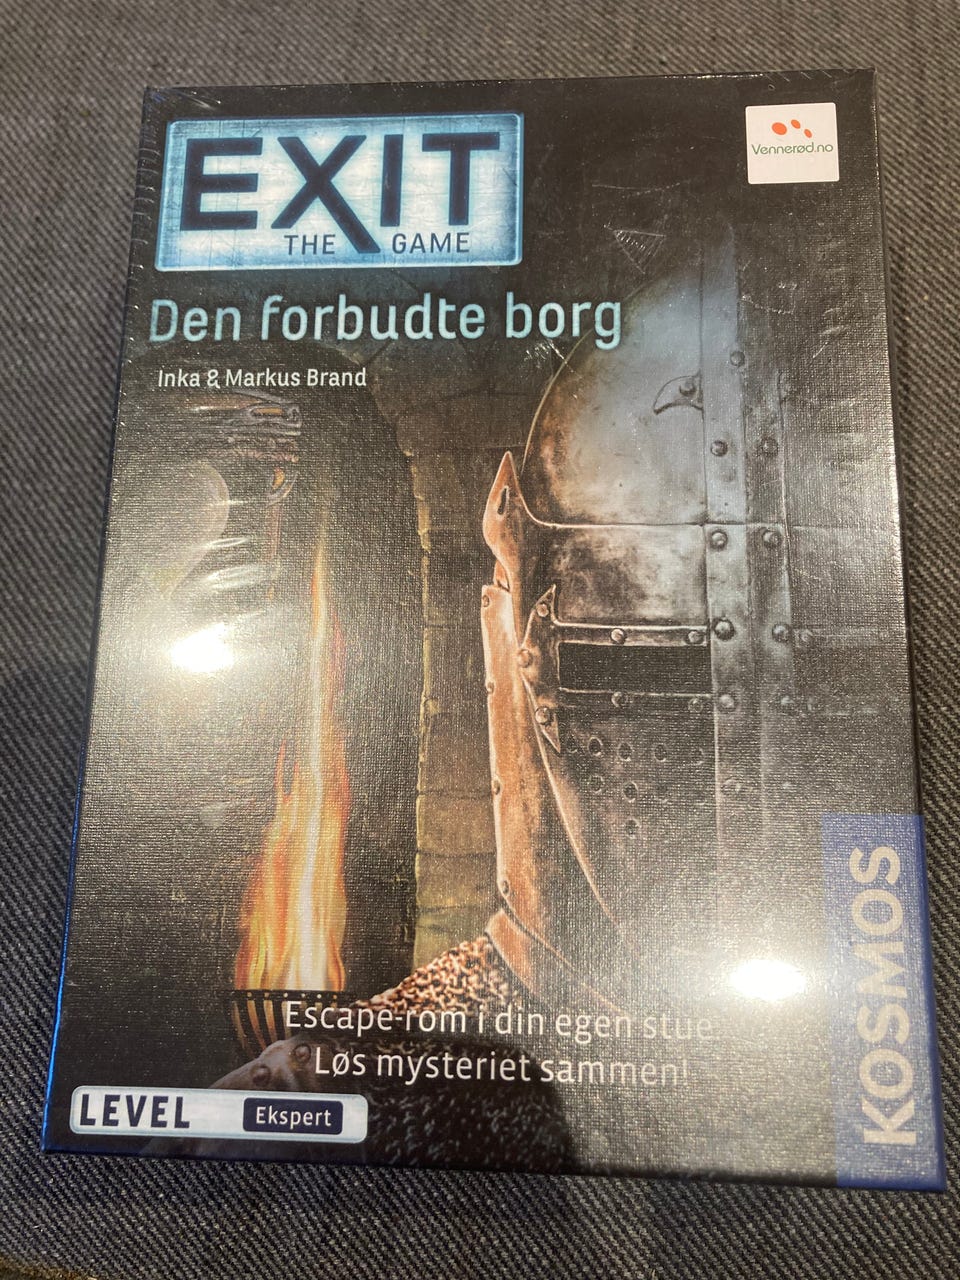 EXIT
THE GAME
Vennerød.no
Den forbudte borg
Inka & Markus Brand
Escape-rom i din egen stue
Løs mysteriet sammen!
LEVEL Ekspert
KOSMOS